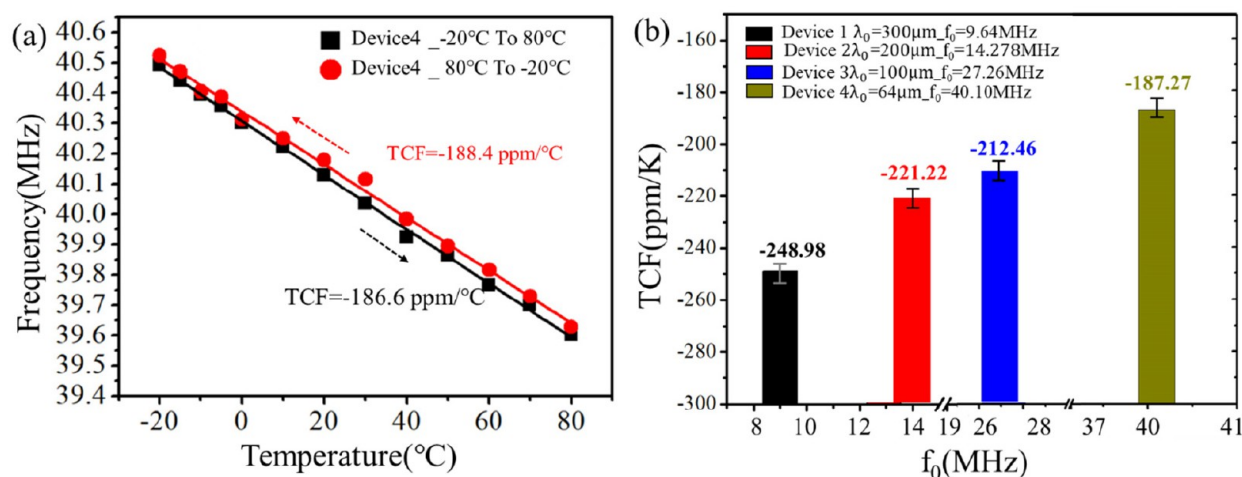 (a)
Frequency(MHz)
40.6
40.5
40.4
40.3
40.2
40.1
40.0
39.9
39.8
39.7
39.6
39.5
39.4
Device4 _-20°C To 80°C
Device4 _ 80°C To -20°C
TCF=-188.4 ppm/°C
TCF=-186.6 ppm/°C
-20 0 20 40 60 80
Temperature(°C)
(b)
TCF(ppm/K)
-160
-180
-200
-220
-240
-260
-280
-300
Device 1 λ₀=300μm_f₀=9.64MHz
Device 2λ₀=200μm_f₀=14.278MHz
Device 3λ₀=100μm_f₀=27.26MHz
Device 4λ₀=64μm_f₀=40.10MHz
-248.98
-221.22
-212.46
-187.27
8 10 12 14 19 26 28 37 40 41
f₀(MHz)